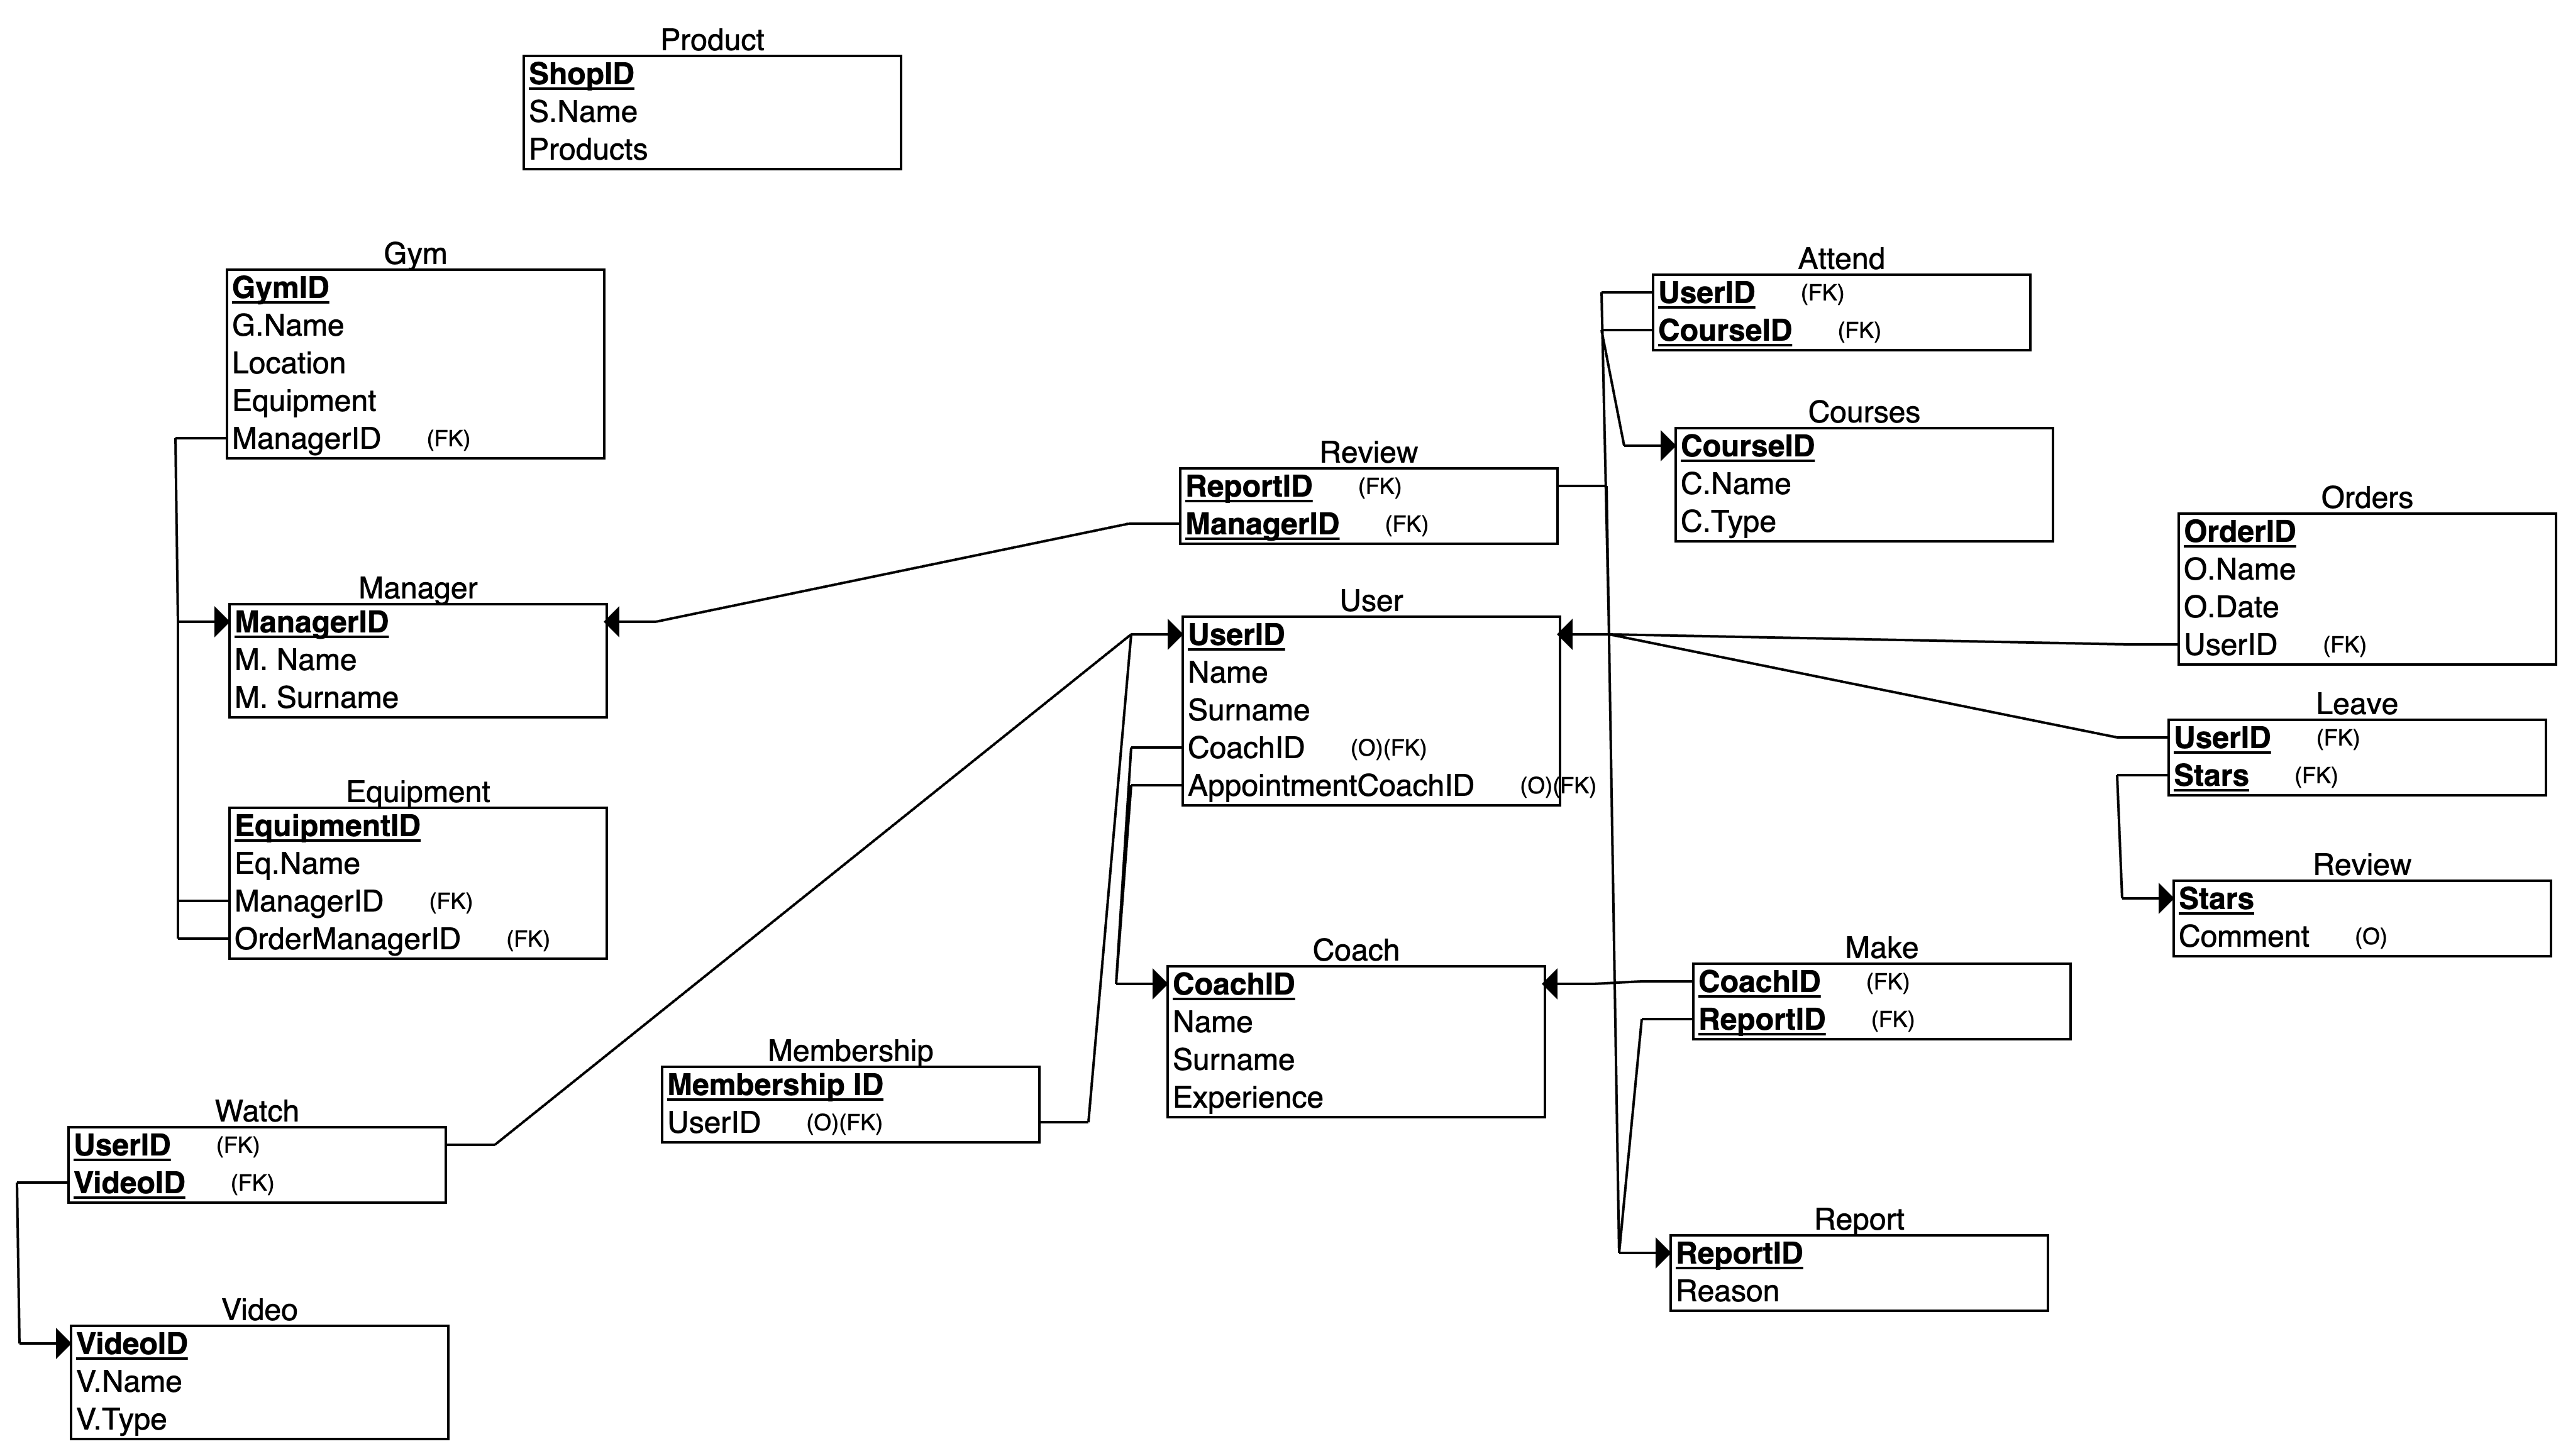 Product
ShopID
S.Name
Products
Gym
GymID
G.Name
Location
Equipment
ManagerID (FK)
Manager
ManagerID
M. Name
M. Surname
Equipment
EquipmentID
Eq.Name
ManagerID (FK)
OrderManagerID (FK)
Watch
UserID (FK)
VideoID (FK)
Video
VideoID
V.Name
V.Type
Membership
Membership ID
UserID (O)(FK)
Review
ReportID (FK)
ManagerID (FK)
User
UserID
Name
Surname
CoachID (O)(FK)
AppointmentCoachID (O)(FK)
Coach
CoachID
Name
Surname
Experience
Attend
UserID (FK)
CourseID (FK)
Courses
CourseID
C.Name
C.Type
Make
CoachID (FK)
ReportID (FK)
Report
ReportID
Reason
Orders
OrderID
O.Name
O.Date
UserID (FK)
Leave
UserID (FK)
Stars (FK)
Review
Stars
Comment (O)